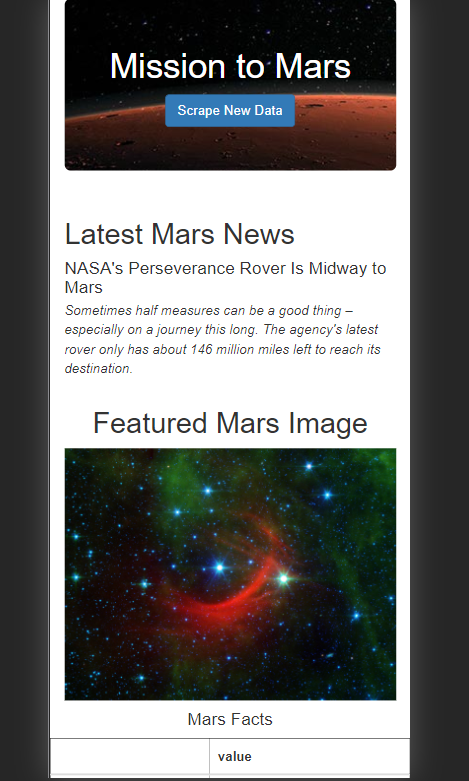 Mission to Mars
Scrape New Data
Latest Mars News
NASA's Perseverance Rover Is Midway to
Mars
Sometimes half measures can be a good thing –
especially on a journey this long. The agency's latest
rover only has about 146 million miles left to reach its
destination.
Featured Mars Image
Mars Facts
value